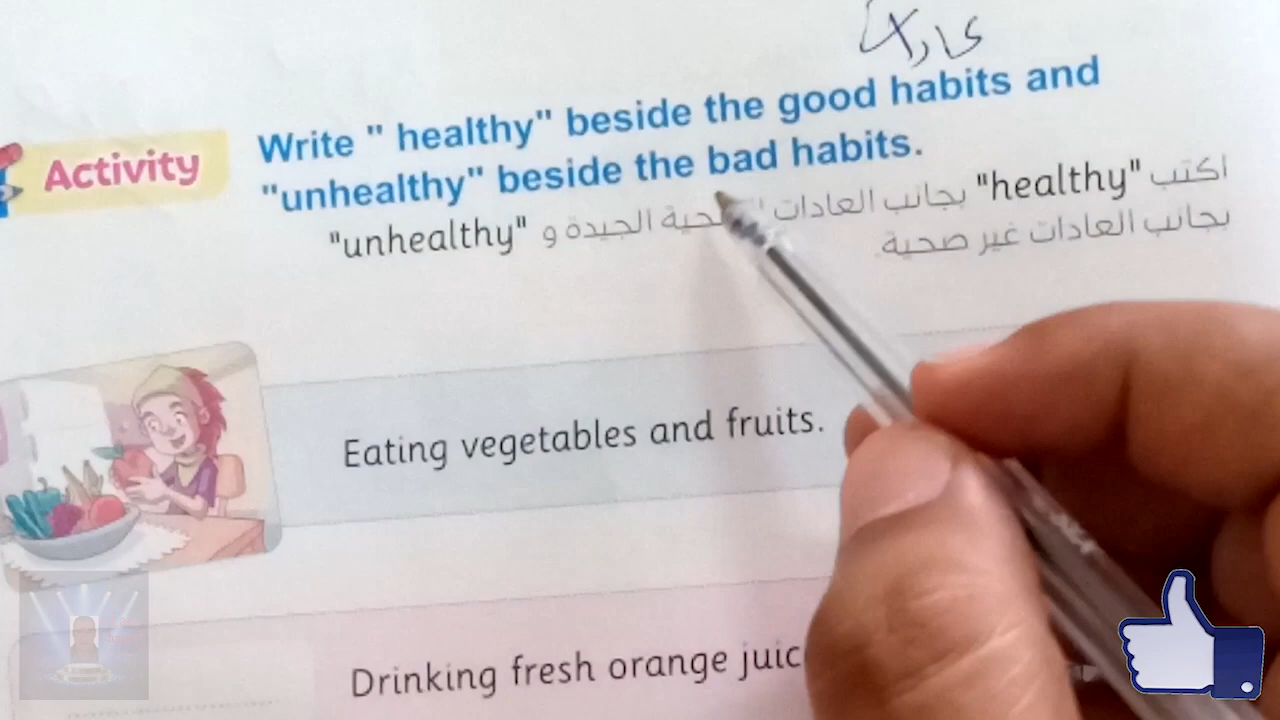 عادات
Activity
Write " healthy" beside the good habits and
"unhealthy" beside the bad habits.
اكتب "healthy" بجانب العادات الجيدة و "unhealthy"
بجانب العادات غير صحية.
Eating vegetables and fruits.
Drinking fresh orange